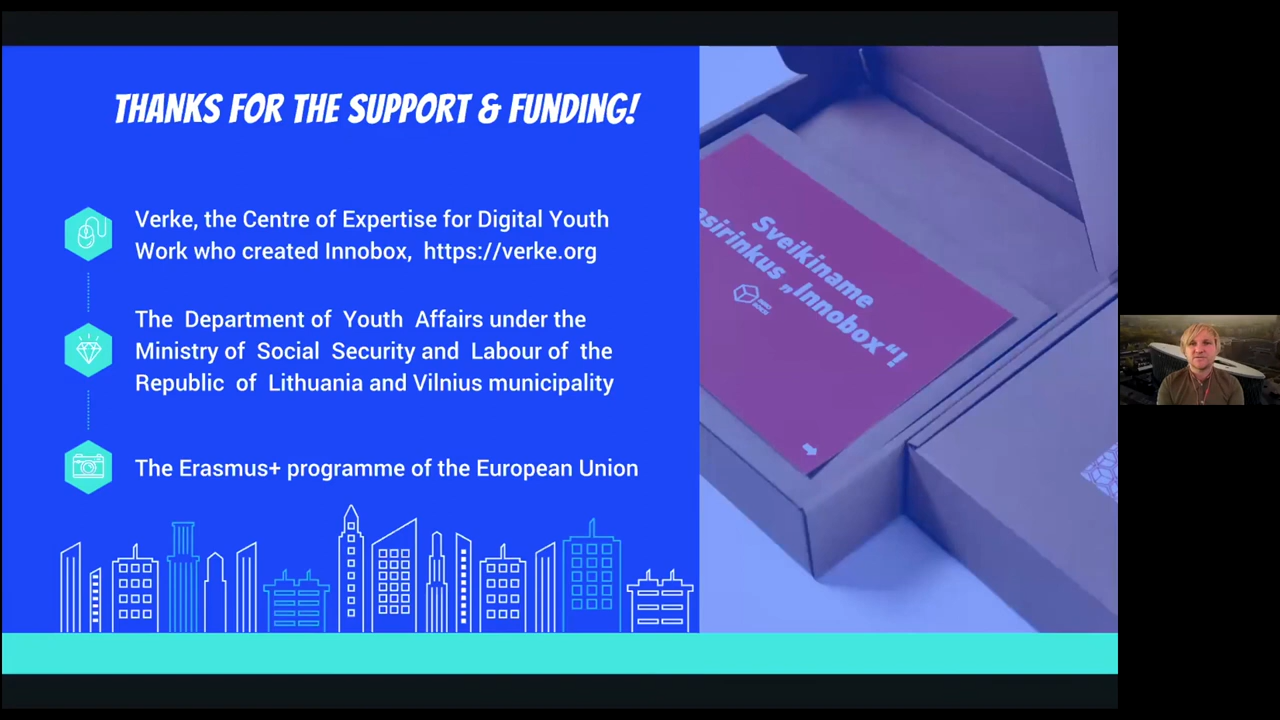 THANKS FOR THE SUPPORT & FUNDING!
Verke, the Centre of Expertise for Digital Youth
Work who created Innobox, https://verke.org
The Department of Youth Affairs under the
Ministry of Social Security and Labour of the
Republic of Lithuania and Vilnius municipality
The Erasmus+ programme of the European Union
Sveikiname
„Innobox“!